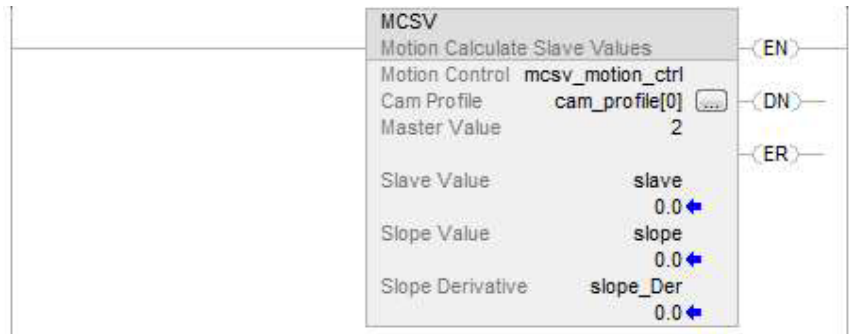 MCSV
Motion Calculate Slave Values
EN
Motion Control mcsv_motion_ctrl
Cam Profile cam_profile[0] ...
DN
Master Value 2
ER
Slave Value slave
0.0
Slope Value slope
0.0
Slope Derivative slope_Der
0.0